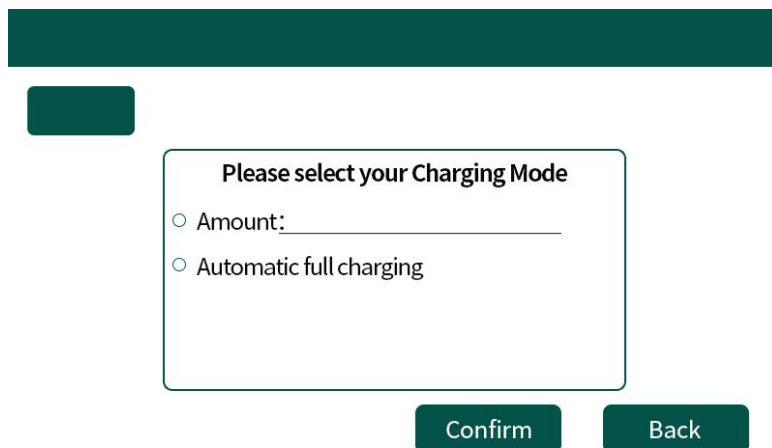 Please select your Charging Mode
Amount:
Automatic full charging
Confirm
Back